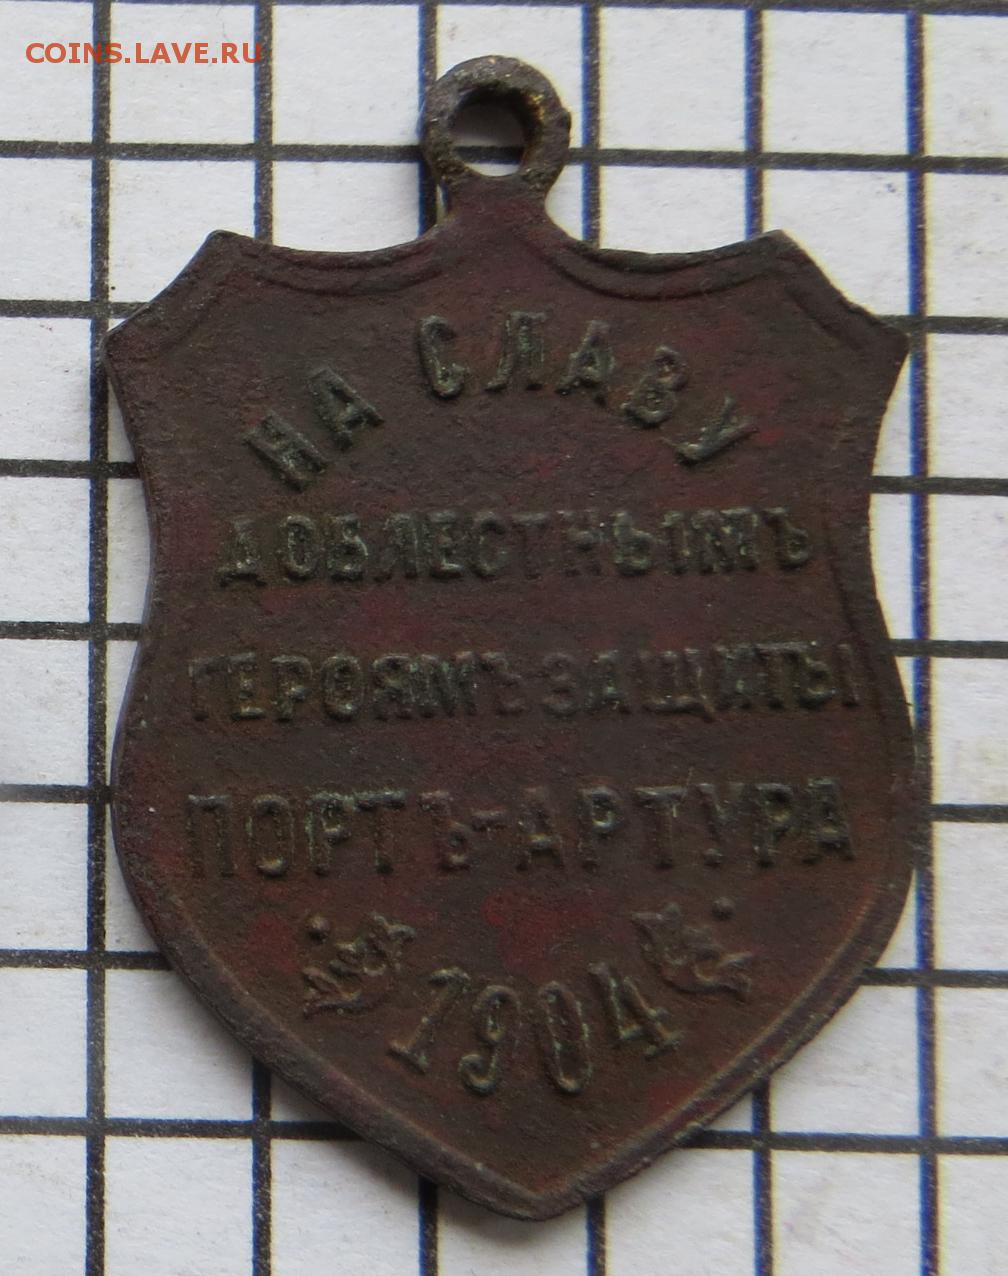 COINS.LAVE.RU
НА СЛАВУ
ДОБЛЕСТНЫМЪ
ГЕРОЯМЪ ЗАЩИТЫ
ПОРТЪ-АРТУРА
1904